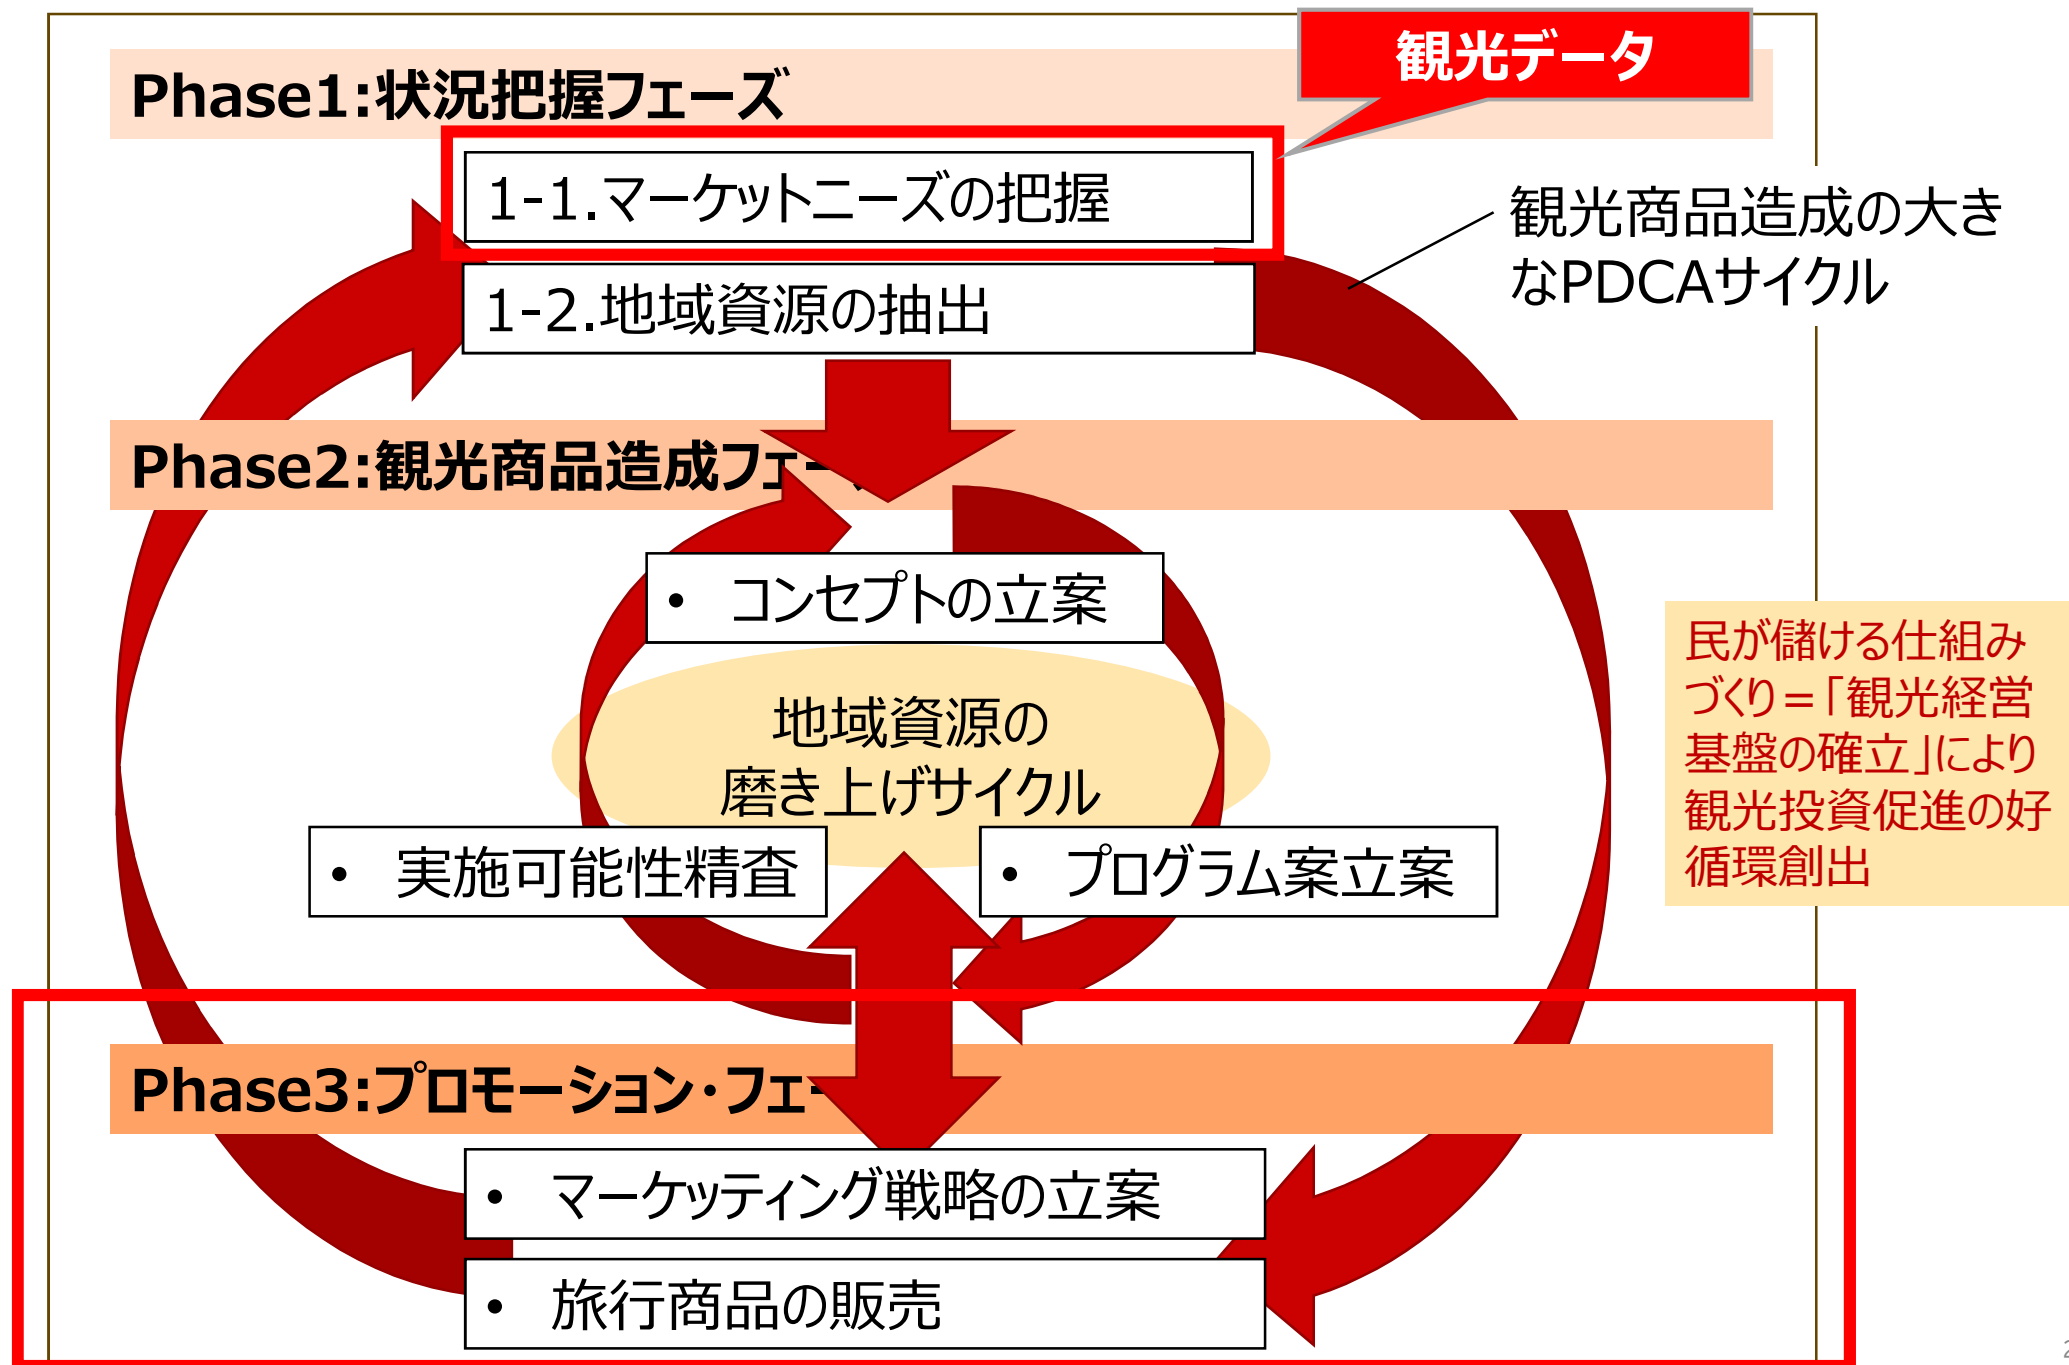 観光データ
Phase1:状況把握フェーズ
1-1.マーケットニーズの把握
1-2.地域資源の抽出
観光商品造成の大き
なPDCAサイクル
Phase2:観光商品造成フェー
• コンセプトの立案
地域資源の
磨き上げサイクル
• 実施可能性精査
• プログラム案立案
民が儲ける仕組み
づくり=「観光経営
基盤の確立」により
観光投資促進の好
循環創出
Phase3:プロモーション・フェー
• マーケッティング戦略の立案
• 旅行商品の販売